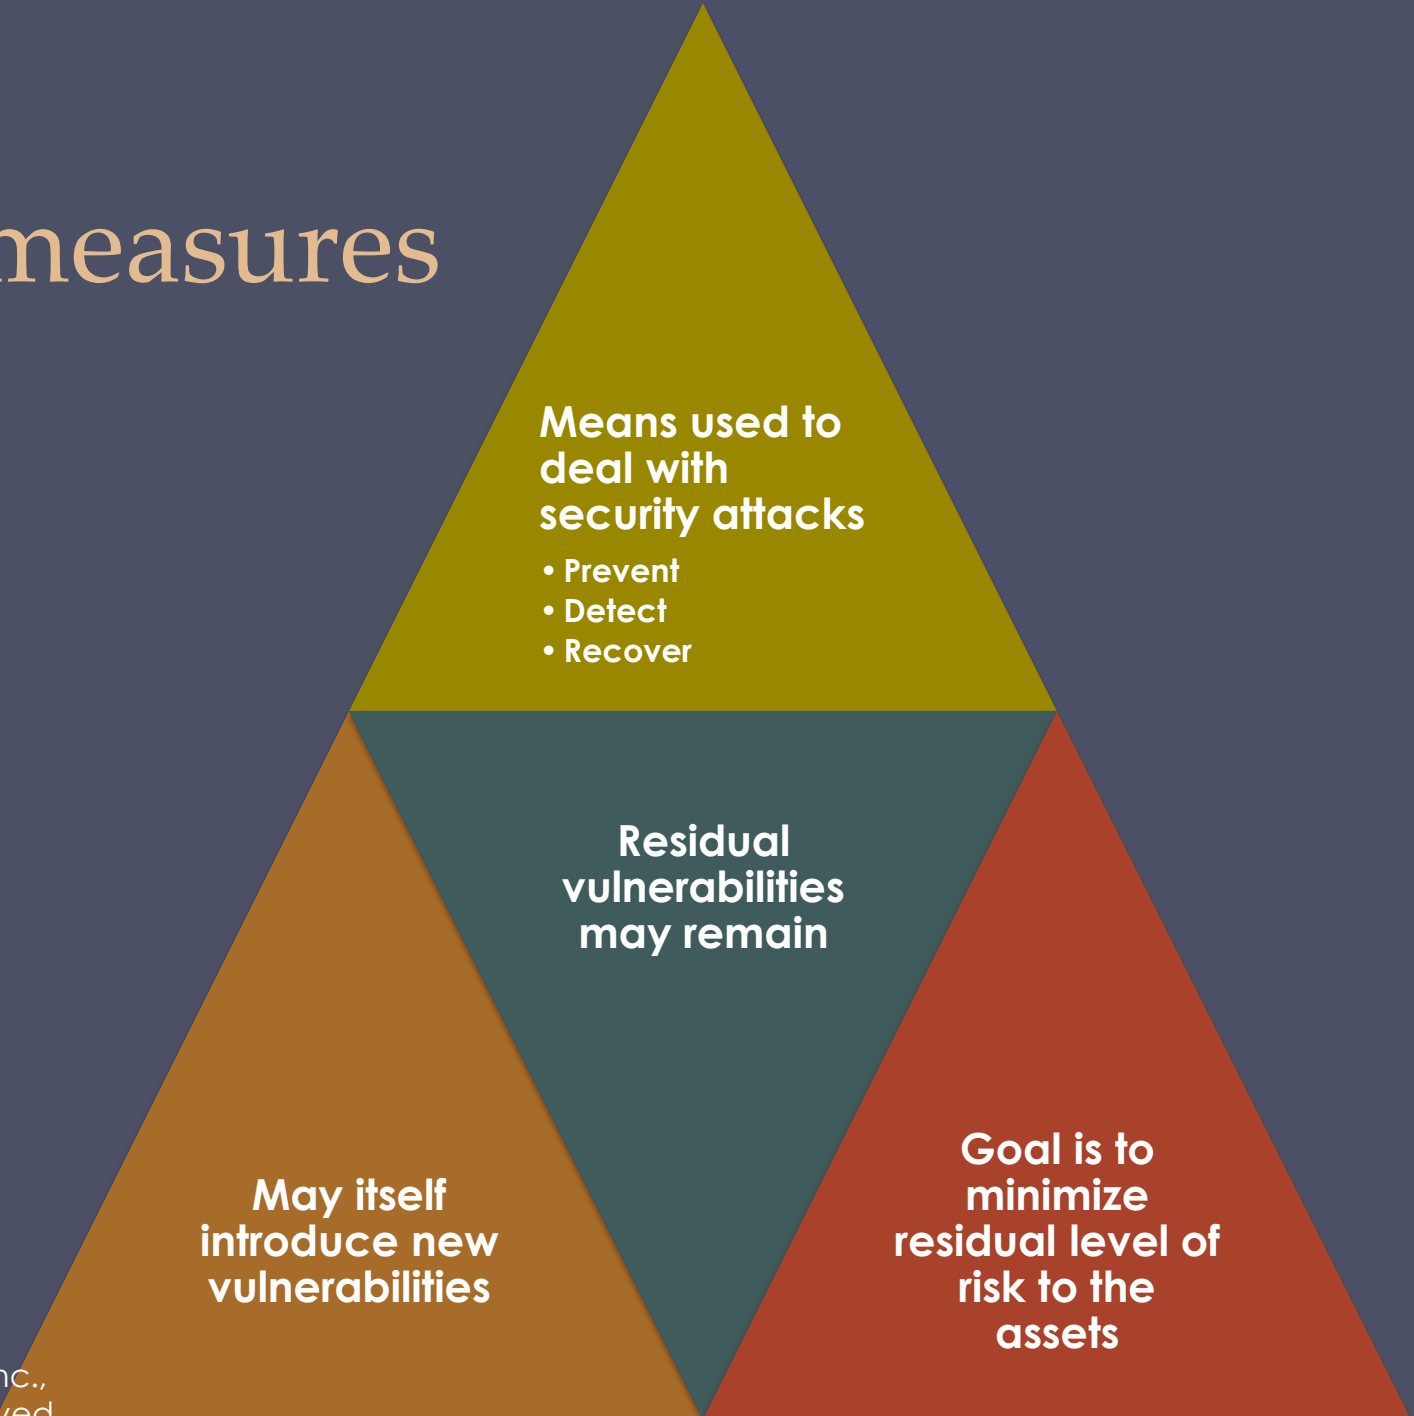 measures
Means used to
deal with
security attacks
• Prevent
• Detect
• Recover
Residual
vulnerabilities
may remain
May itself
introduce new
vulnerabilities
Goal is to
minimize
residual level of
risk to the
assets